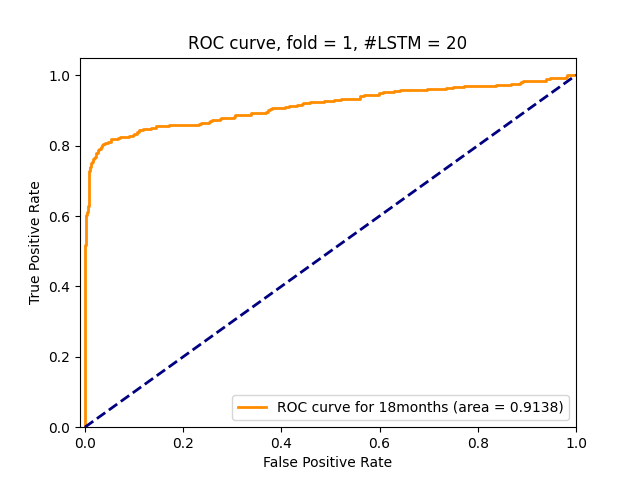 ROC curve, fold = 1, #LSTM = 20
1.0
0.8
0.6
0.4
0.2
0.0
True Positive Rate
ROC curve for 18months (area = 0.9138)
0.0 0.2 0.4 0.6 0.8 1.0
False Positive Rate